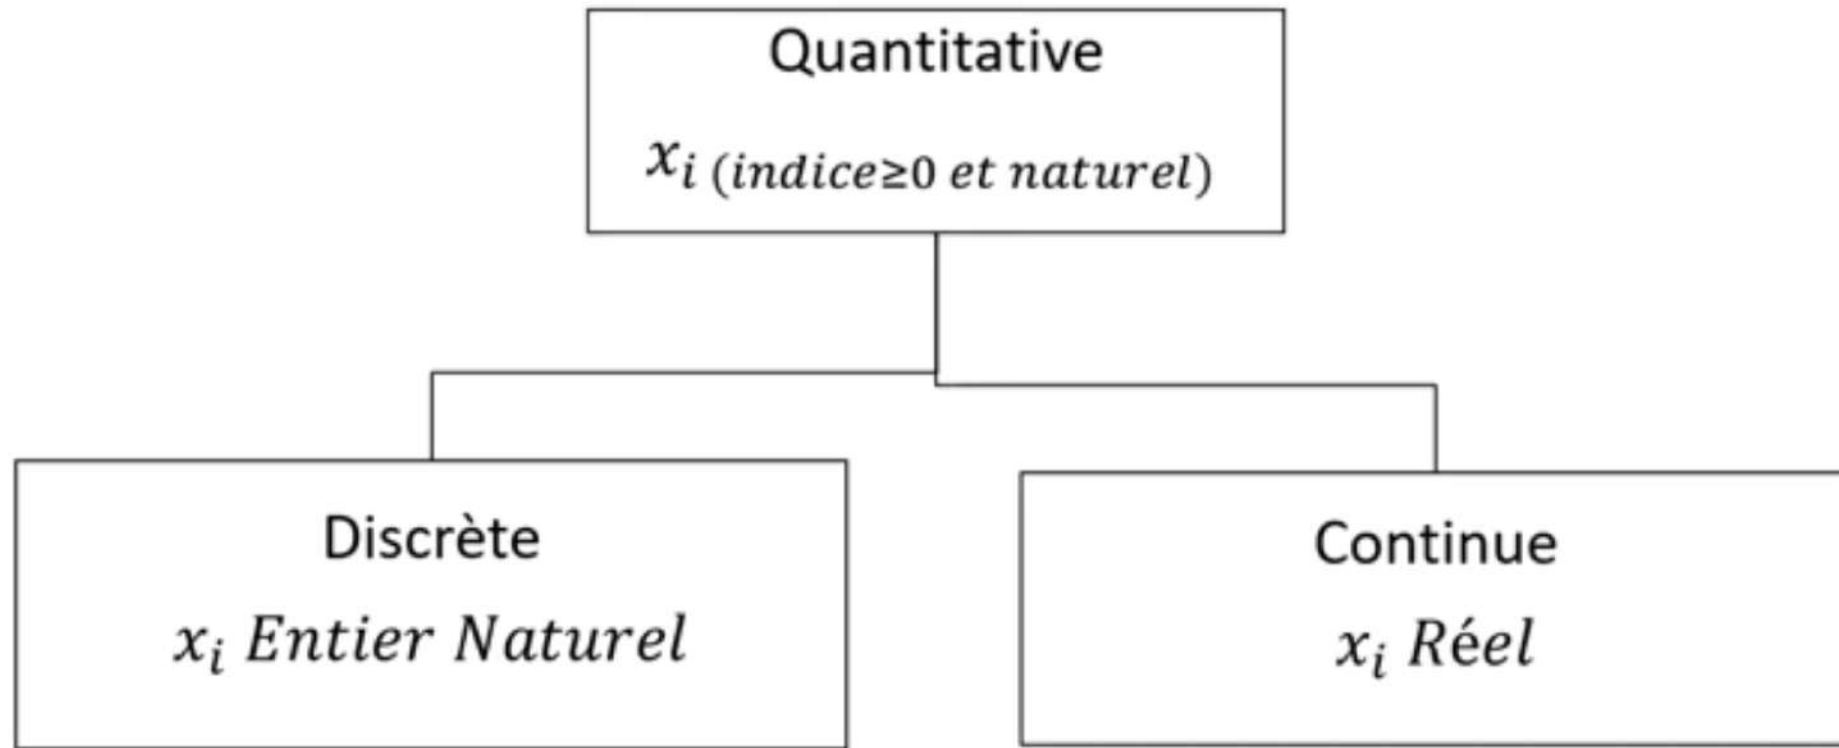 Quantitative
xᵢ (indice≥0 et naturel)
Discrète
xᵢ Entier Naturel
Continue
xᵢ Réel